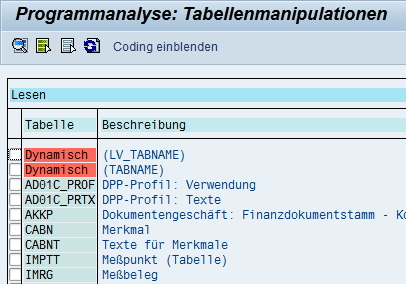 Programmanalyse: Tabellenmanipulationen
Coding einblenden
Lesen
Tabelle Beschreibung
Dynamisch (LV_TABNAME)
Dynamisch (TABNAME)
AD01C_PROF DPP-Profil: Verwendung
AD01C_PRTX DPP-Profil: Texte
AKKP Dokumentengeschäft: Finanzdokumentstamm - Ko
CABN Merkmal
CABNT Texte für Merkmale
IMPTT Meßpunkt (Tabelle)
IMRG Meßbeleg